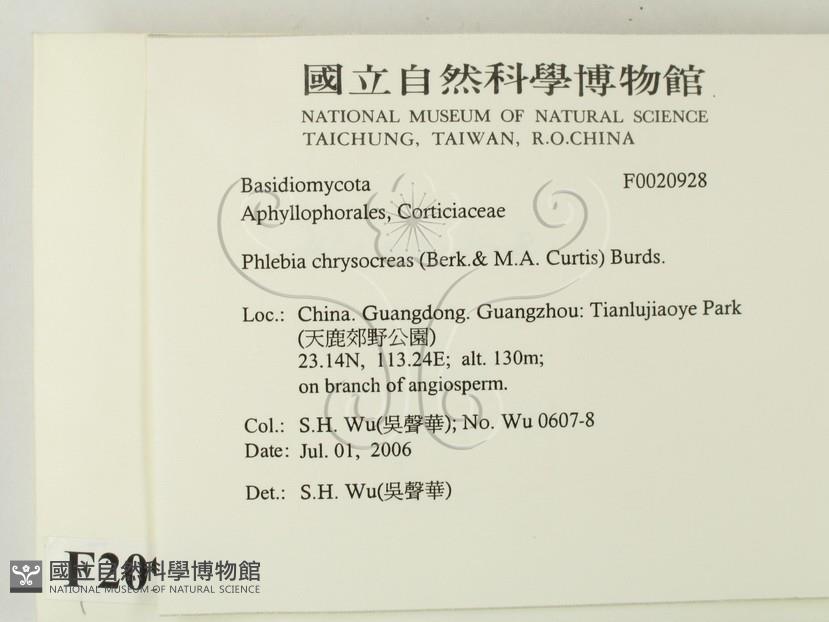 國立自然科學博物館
NATIONAL MUSEUM OF NATURAL SCIENCE
TAICHUNG, TAIWAN, R.O.CHINA
Basidiomycota F0020928
Aphyllophorales, Corticiaceae
Phlebia chrysocreas (Berk.& M.A. Curtis) Burds.
Loc.: China. Guangdong. Guangzhou: Tianlujiaoye Park
(天鹿郊野公園)
23.14N, 113.24E; alt. 130m;
on branch of angiosperm.
Col.: S.H. Wu(吳聲華); No. Wu 0607-8
Date: Jul. 01, 2006
Det.: S.H. Wu(吳聲華)
F20
國立自然科學博物館
NATIONAL MUSEUM OF NATURAL SCIENCE